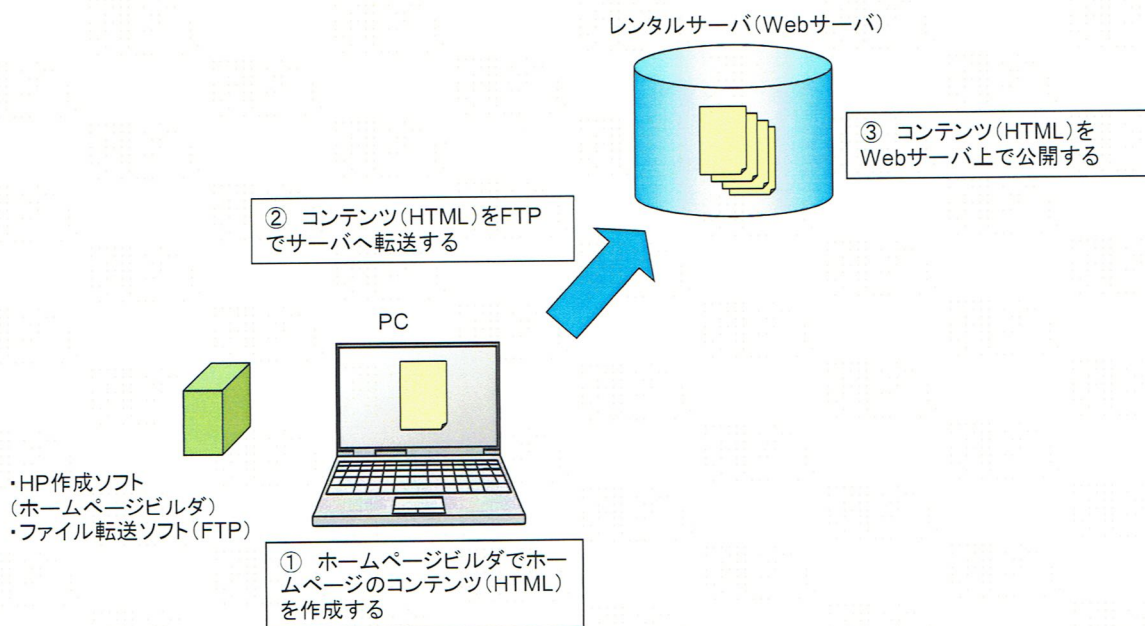 レンタルサーバ(Webサーバ)
③ コンテンツ(HTML)を
Webサーバ上で公開する
② コンテンツ(HTML)をFTP
でサーバへ転送する
PC
・HP作成ソフト
(ホームページビルダ)
・ファイル転送ソフト(FTP)
① ホームページビルダでホー
ムページのコンテンツ(HTML)
を作成する